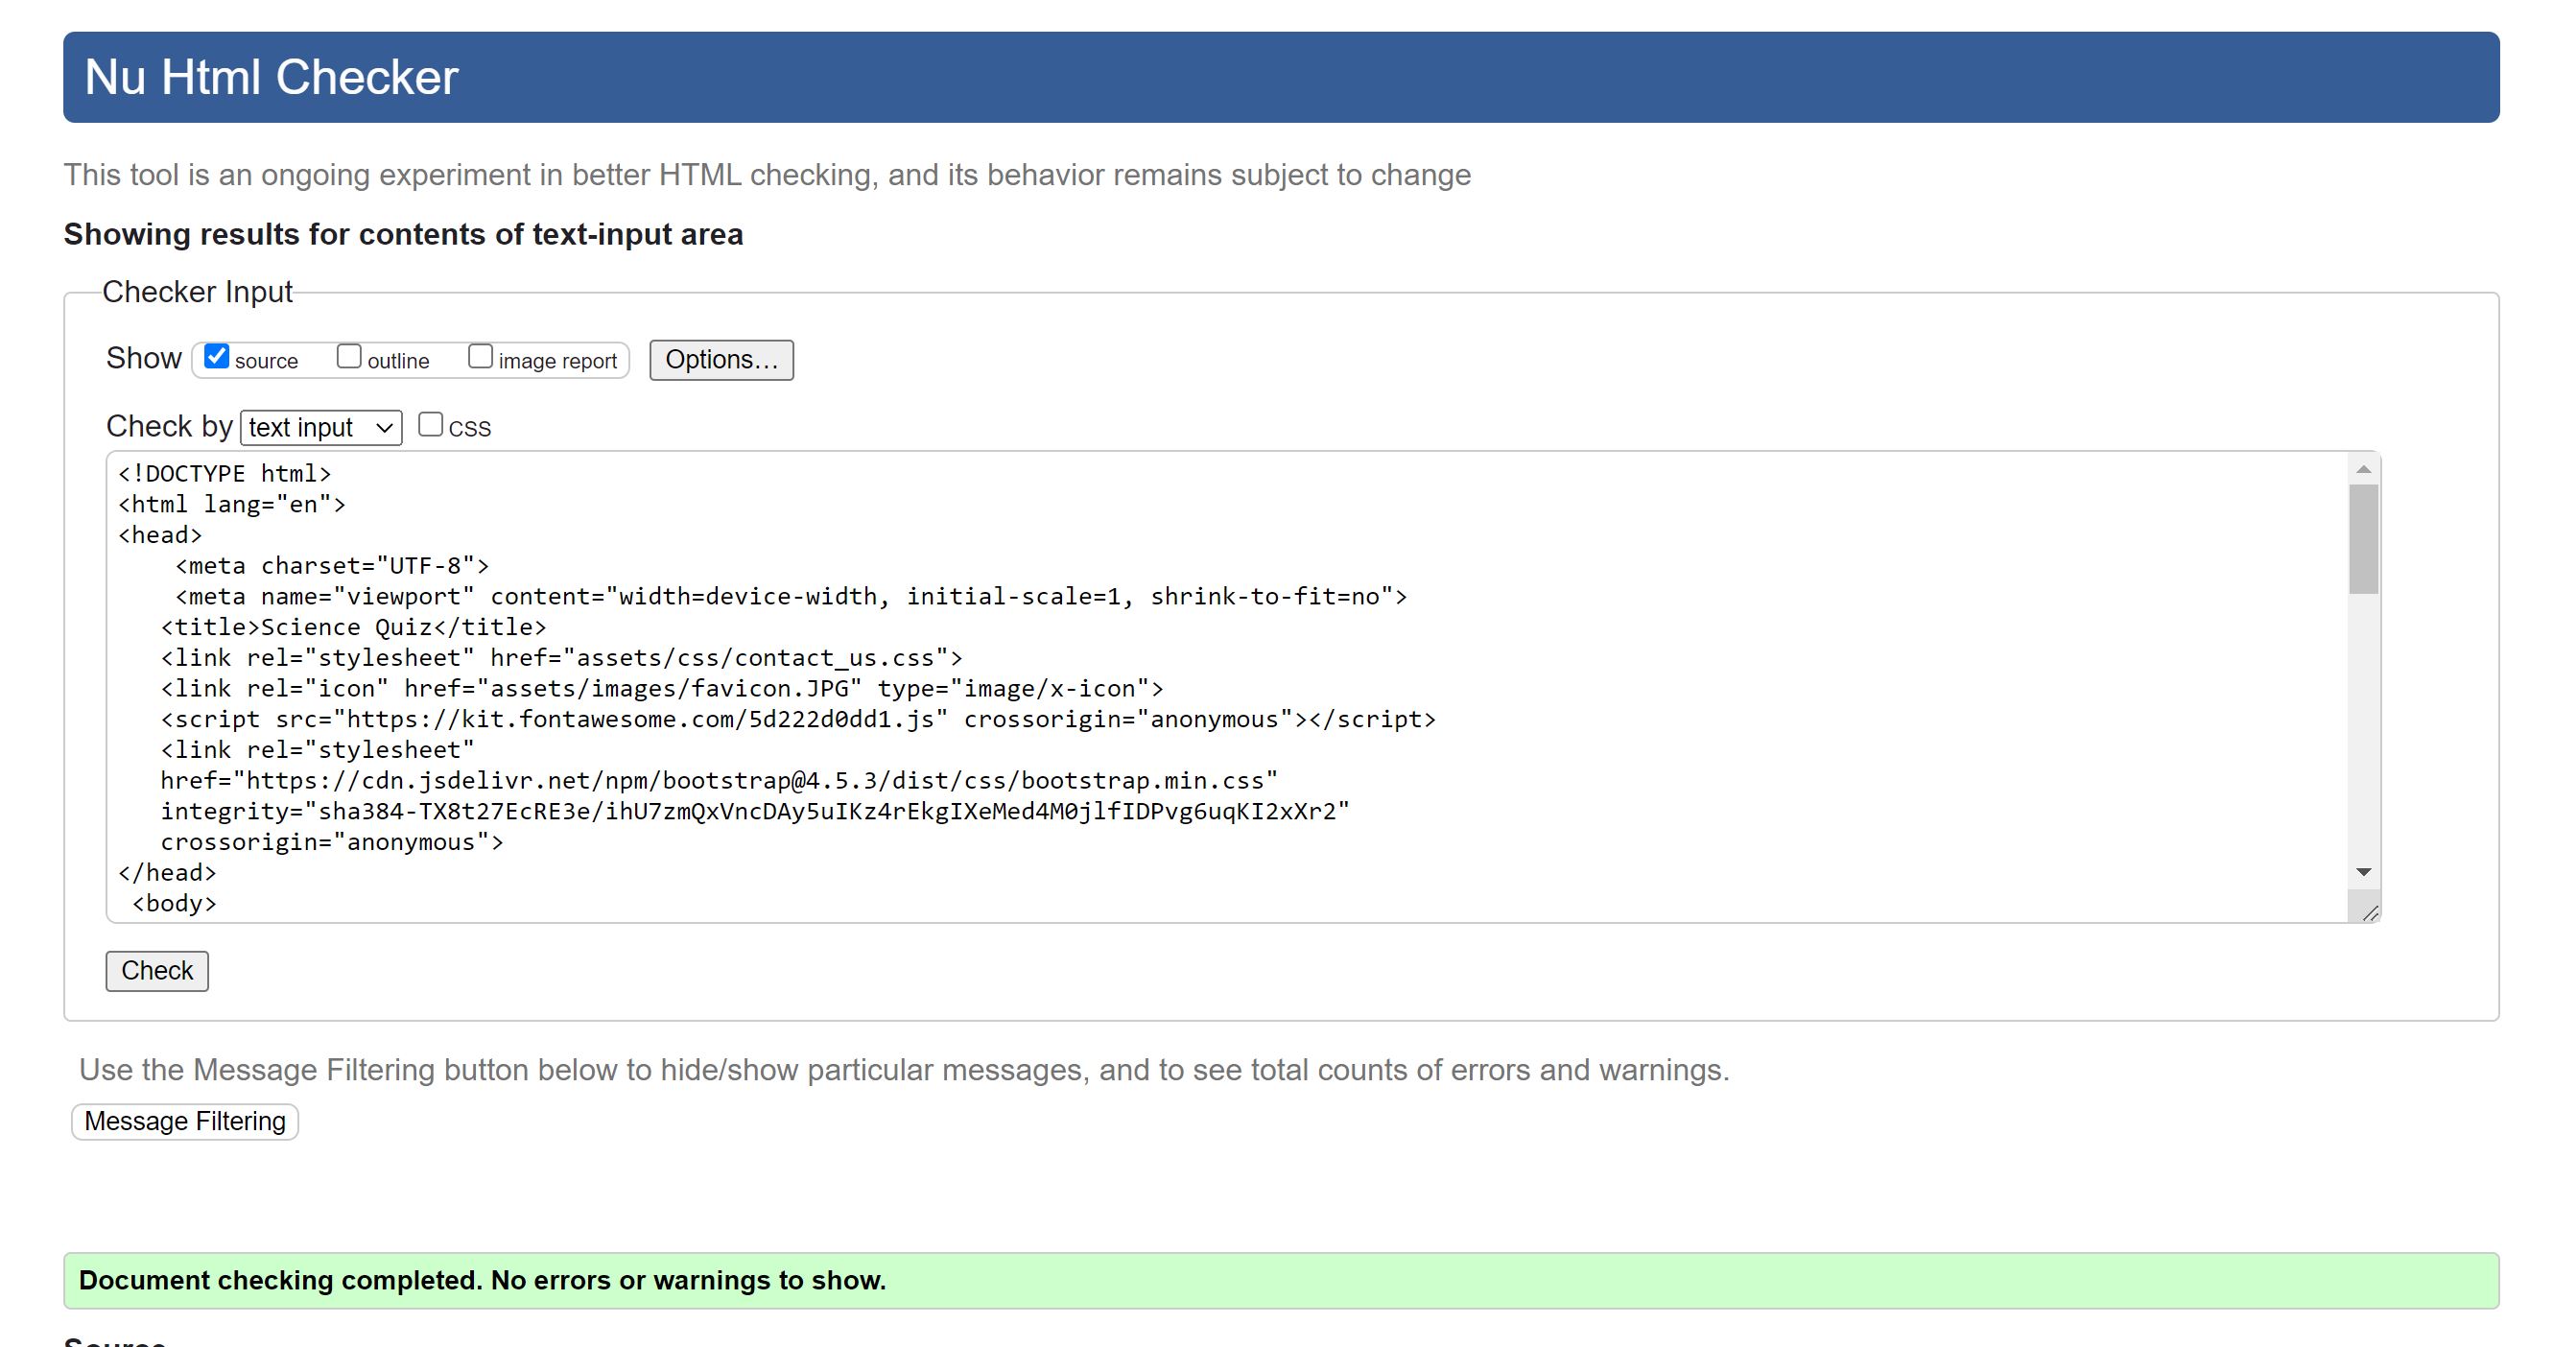 Nu Html Checker
This tool is an ongoing experiment in better HTML checking, and its behavior remains subject to change
Showing results for contents of text-input area
Checker Input
Show source outline image report Options...
Check by text input CSS
<!DOCTYPE html>
<html lang="en">
<head>
    <meta charset="UTF-8">
    <meta name="viewport" content="width=device-width, initial-scale=1, shrink-to-fit=no">
   <title>Science Quiz</title>
   <link rel="stylesheet" href="assets/css/contact_us.css">
   <link rel="icon" href="assets/images/favicon.JPG" type="image/x-icon">
   <script src="https://kit.fontawesome.com/5d222d0dd1.js" crossorigin="anonymous"></script>
   <link rel="stylesheet"
   href="https://cdn.jsdelivr.net/npm/bootstrap@4.5.3/dist/css/bootstrap.min.css"
   integrity="sha384-TX8t27EcRE3e/ihU7zmQxVncDAy5uIKz4rEkgIXeMed4M0jlfIDPvg6uqKI2xXr2"
   crossorigin="anonymous">
</head>
 <body>
Check
Use the Message Filtering button below to hide/show particular messages, and to see total counts of errors and warnings.
Message Filtering
Document checking completed. No errors or warnings to show.
Source